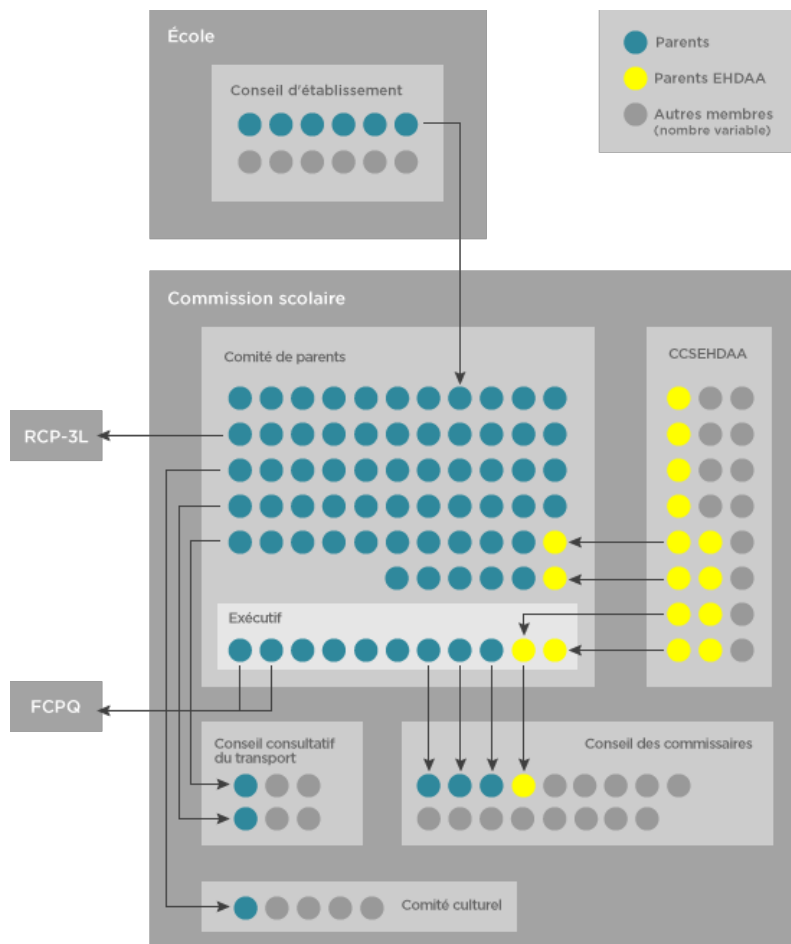 École
Conseil d'établissement
Parents
Parents EHDAA
Autres membres
(nombre variable)
Commission scolaire
Comité de parents
CCSEHDAA
RCP-3L
Exécutif
FCPQ
Conseil consultatif
du transport
Conseil des commissaires
Comité culturel